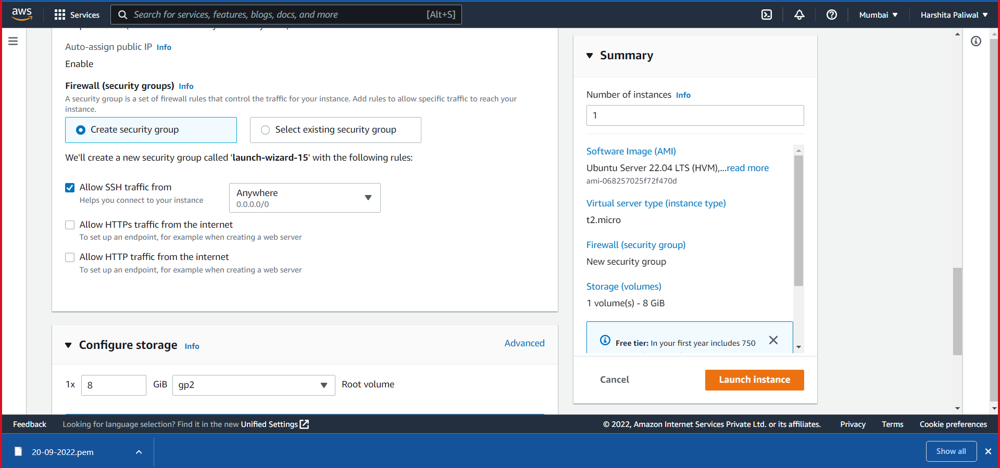 aws
Services
Search for services, features, blogs, docs, and more
[Alt+S]
Mumbai
Harshita Paliwal
Auto-assign public IP Info
Enable
Firewall (security groups) Info
A security group is a set of firewall rules that control the traffic for your instance. Add rules to allow specific traffic to reach your
instance.
Create security group
Select existing security group
We'll create a new security group called 'launch-wizard-15' with the following rules:
Allow SSH traffic from
Helps you connect to your instance
Anywhere
0.0.0.0/0
Allow HTTPs traffic from the internet
To set up an endpoint, for example when creating a web server
Allow HTTP traffic from the internet
To set up an endpoint, for example when creating a web server
Configure storage Info
Advanced
1x 8 GiB gp2 Root volume
Summary
Number of instances Info
1
Software Image (AMI)
Ubuntu Server 22.04 LTS (HVM),...read more
ami-068257025f72f470d
Virtual server type (instance type)
t2.micro
Firewall (security group)
New security group
Storage (volumes)
1 volume(s) - 8 GiB
Free tier: In your first year includes 750
Cancel
Launch instance
Feedback
Looking for language selection? Find it in the new Unified Settings
© 2022, Amazon Internet Services Private Ltd. or its affiliates.
Privacy
Terms
Cookie preferences
20-09-2022.pem
Show all